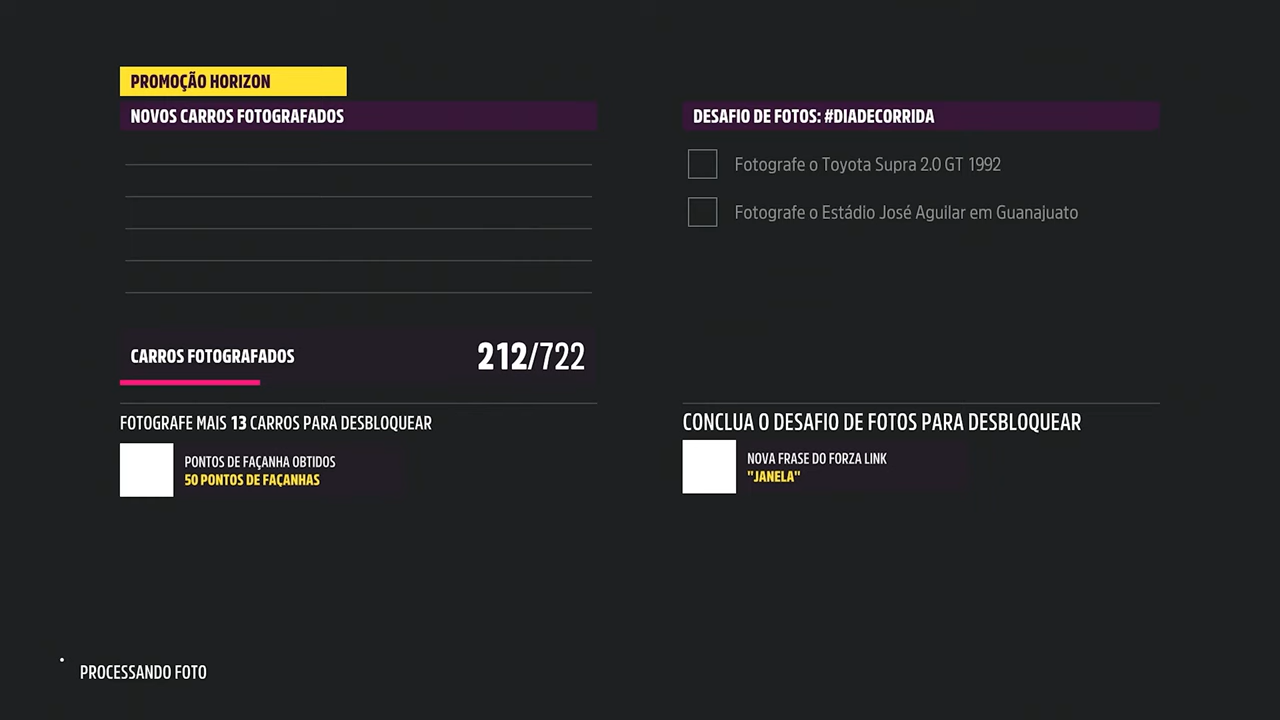 PROMOÇÃO HORIZON
NOVOS CARROS FOTOGRAFADOS
CARROS FOTOGRAFADOS 212/722
FOTOGRAFE MAIS 13 CARROS PARA DESBLOQUEAR
PONTOS DE FAÇANHA OBTIDOS
50 PONTOS DE FAÇANHAS
DESAFIO DE FOTOS: #DIADECORRIDA
Fotografe o Toyota Supra 2.0 GT 1992
Fotografe o Estádio José Aguilar em Guanajuato
CONCLUA O DESAFIO DE FOTOS PARA DESBLOQUEAR
NOVA FRASE DO FORZA LINK
"JANELA"
PROCESSANDO FOTO